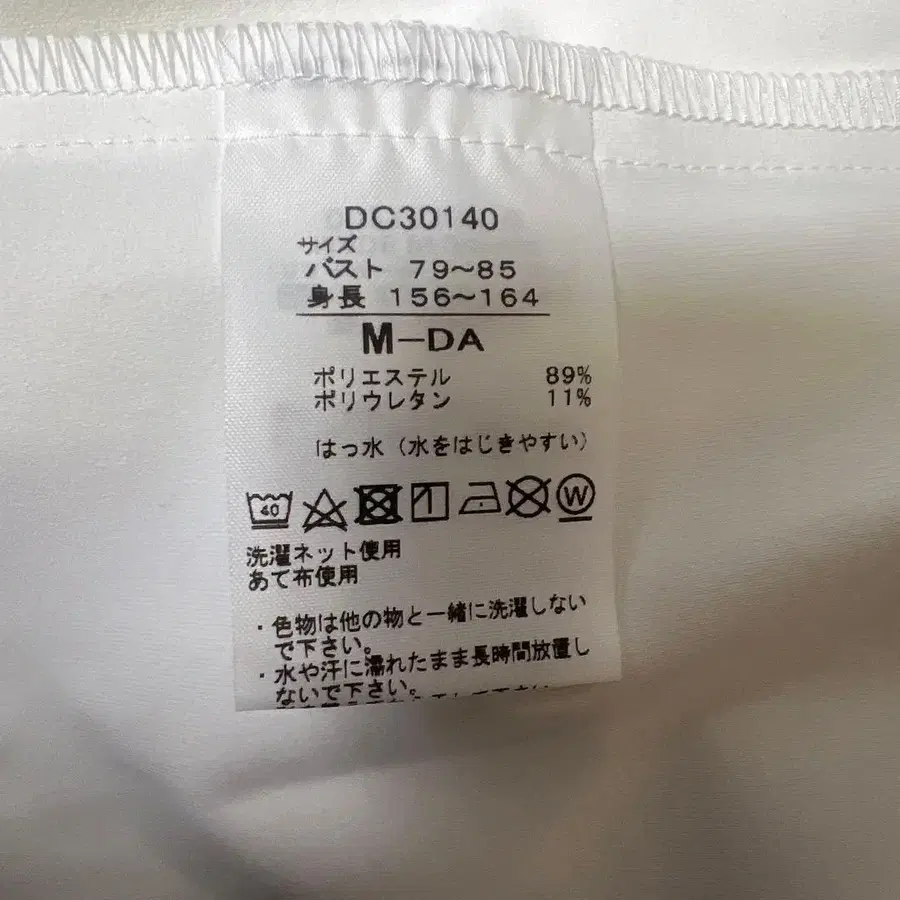 DC30140
サイズ
バスト 79～85
身長 156～164
M－DA
ポリエステル 89%
ポリウレタン 11%
はっ水（水をはじきやすい）
40 W
洗濯ネット使用
あて布使用
・色物は他の物と一緒に洗濯しない
で下さい。
・水や汗に濡れたまま長時間放置し
ないで下さい。